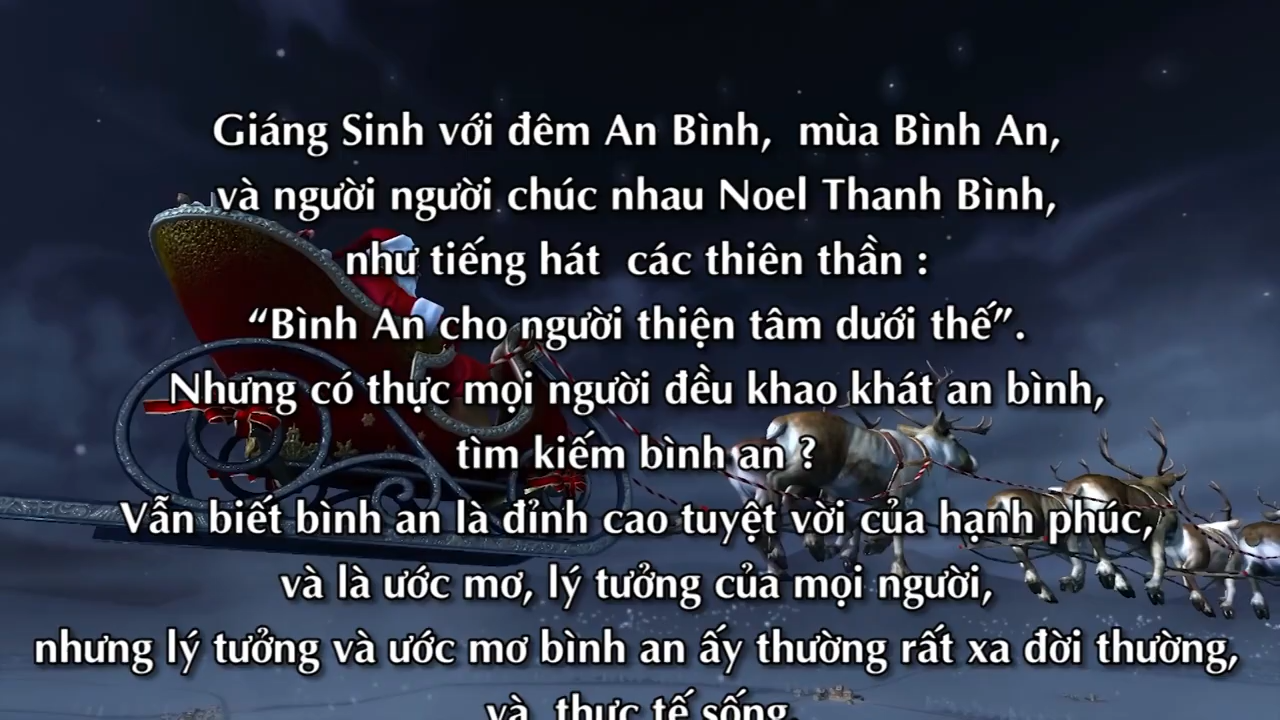 Giáng Sinh với đêm An Bình, mùa Bình An,
và người người chúc nhau Noel Thanh Bình,
như tiếng hát các thiên thần :
“Bình An cho người thiện tâm dưới thế”.
Nhưng có thực mọi người đều khao khát an bình,
tìm kiếm bình an ?
Vẫn biết bình an là đỉnh cao tuyệt vời của hạnh phúc,
và là ước mơ, lý tưởng của mọi người,
nhưng lý tưởng và ước mơ bình an ấy thường rất xa đời thường,
và thực tế sống.